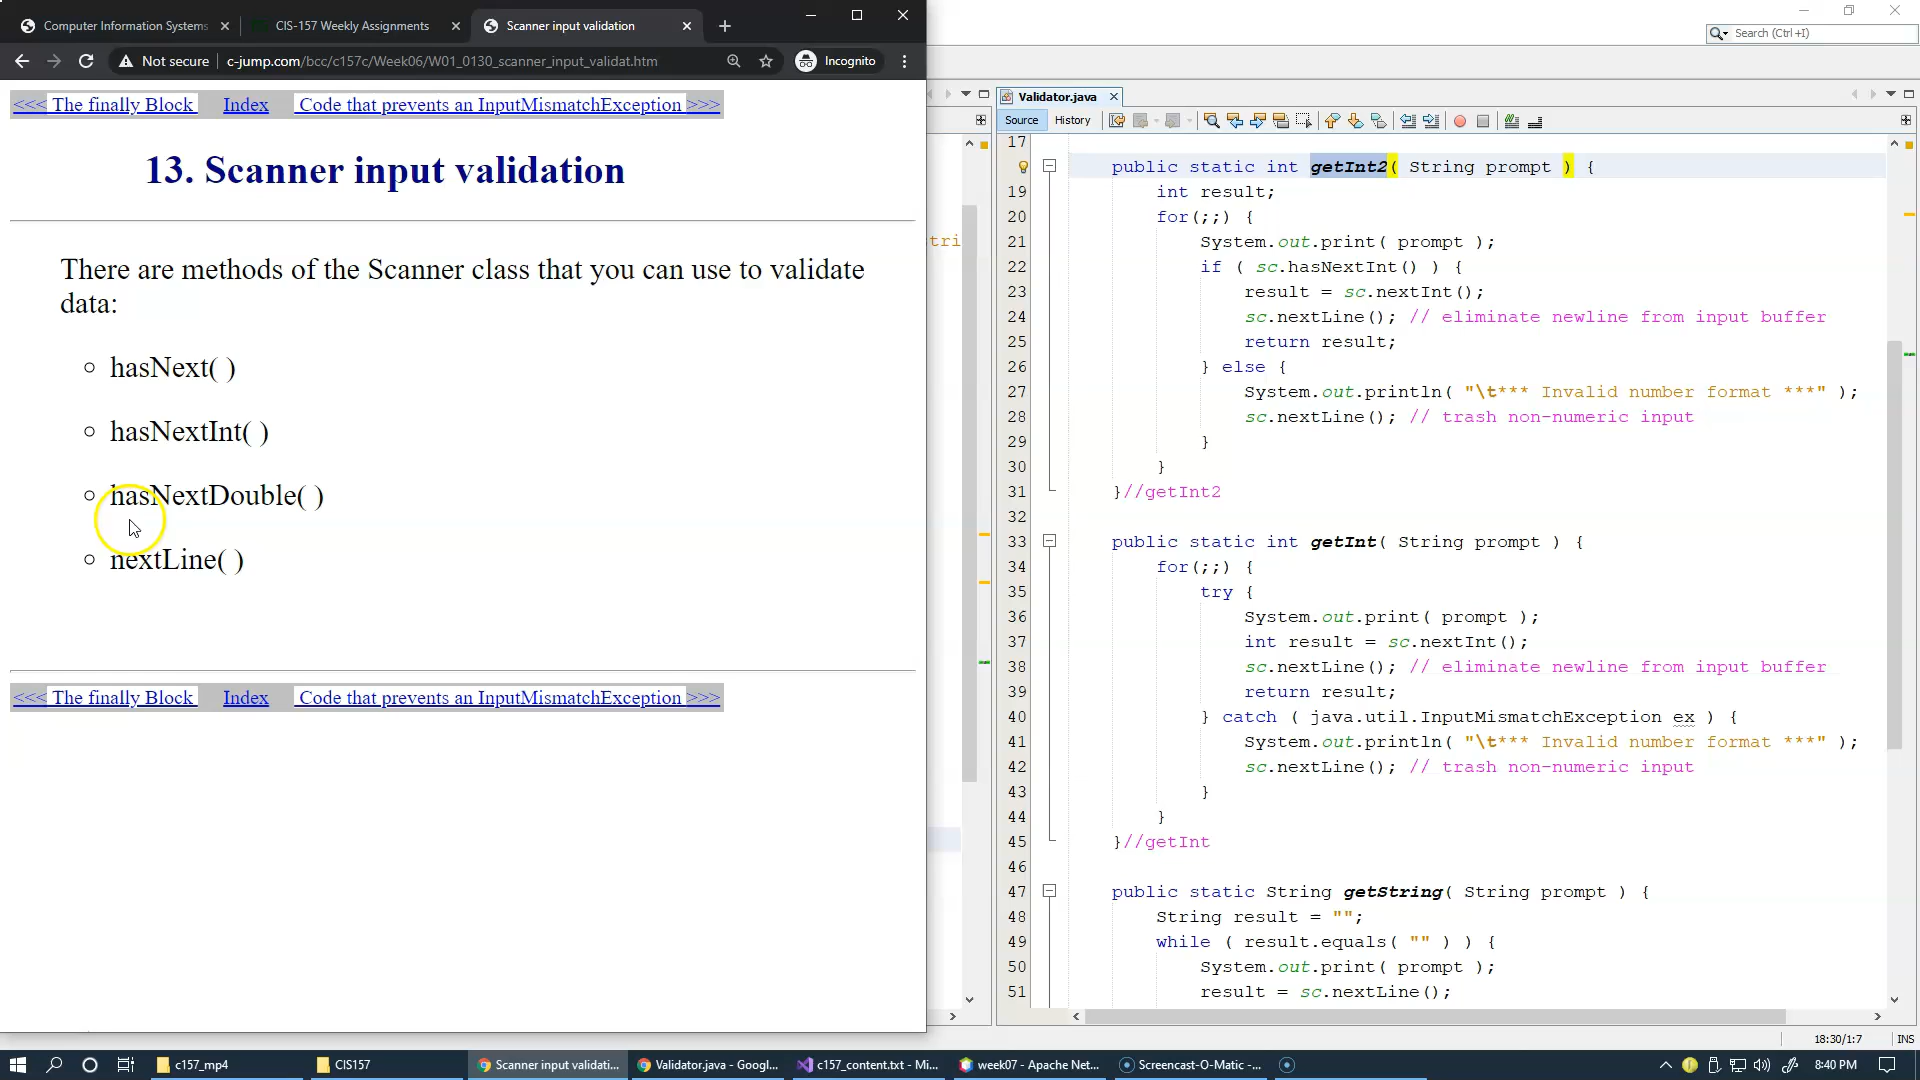 Computer Information Systems
CIS-157 Weekly Assignments
Scanner input validation
Not secure
c-jump.com/bcc/c157c/Week06/W01_0130_scanner_input_validat.htm
Incognito
<<< The finally Block
Index
Code that prevents an InputMismatchException >>>
13. Scanner input validation
There are methods of the Scanner class that you can use to validate
data:
hasNext( )
hasNextInt( )
hasNextDouble( )
nextLine( )
<<< The finally Block
Index
Code that prevents an InputMismatchException >>>
stri
Search (Ctrl+I)
Validator.java
Source
History
17
public static int getInt2( String prompt ) {
19 int result;
20 for(;;) {
21 System.out.print( prompt );
22 if ( sc.hasNextInt() ) {
23 result = sc.nextInt();
24 sc.nextLine(); // eliminate newline from input buffer
25 return result;
26 } else {
27 System.out.println( "\t*** Invalid number format ***" );
28 sc.nextLine(); // trash non-numeric input
29 }
30 }
31 }//getInt2
32
33 public static int getInt( String prompt ) {
34 for(;;) {
35 try {
36 System.out.print( prompt );
37 int result = sc.nextInt();
38 sc.nextLine(); // eliminate newline from input buffer
39 return result;
40 } catch ( java.util.InputMismatchException ex ) {
41 System.out.println( "\t*** Invalid number format ***" );
42 sc.nextLine(); // trash non-numeric input
43 }
44 }
45 }//getInt
46
47 public static String getString( String prompt ) {
48 String result = "";
49 while ( result.equals( "" ) ) {
50 System.out.print( prompt );
51 result = sc.nextLine();
18:30/1:7
INS
c157_mp4
CIS157
Scanner input validati...
Validator.java - Googl...
c157_content.txt - Mi...
week07 - Apache Net...
Screencast-O-Matic -...
8:40 PM